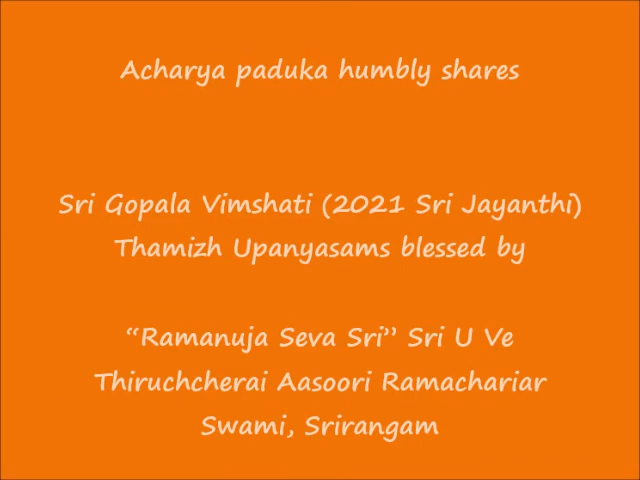 Acharya paduka humbly shares
Sri Gopala Vimshati (2021 Sri Jayanthi)
Thamizh Upanyasams blessed by
“Ramanuja Seva Sri” Sri U Ve
Thiruchcherai Aasoori Ramachariar
Swami, Srirangam